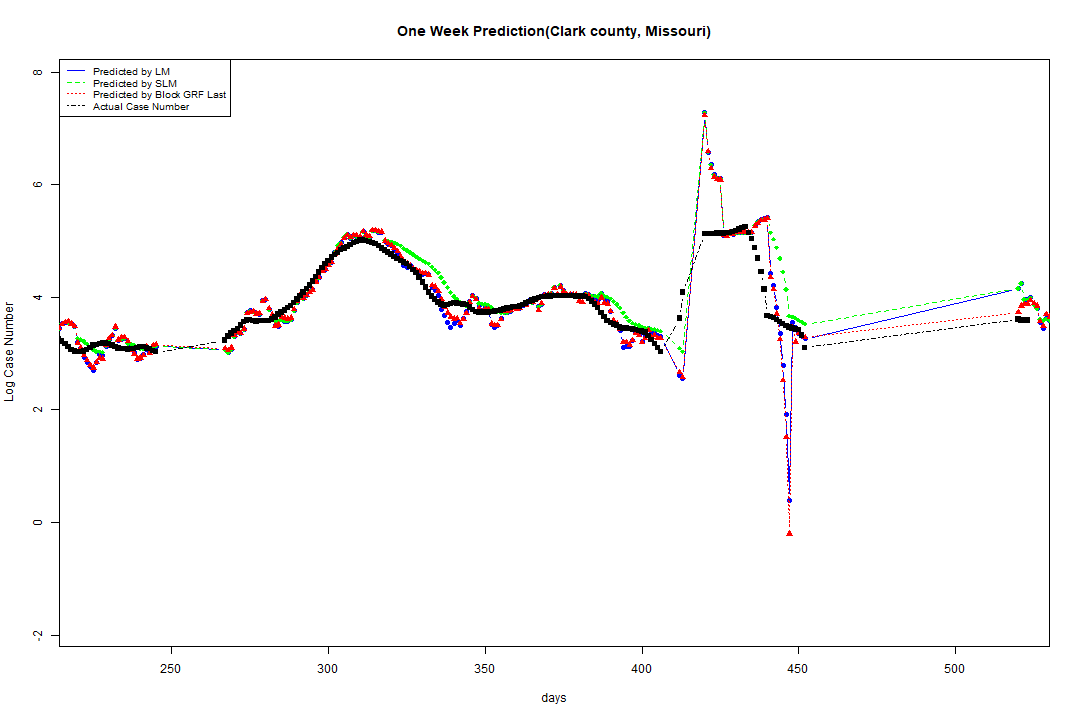 One Week Prediction(Clark county, Missouri)
Predicted by LM
Predicted by SLM
Predicted by Block GRF Last
Actual Case Number
8
6
4
2
0
-2
Log Case Number
250 300 350 400 450 500
days